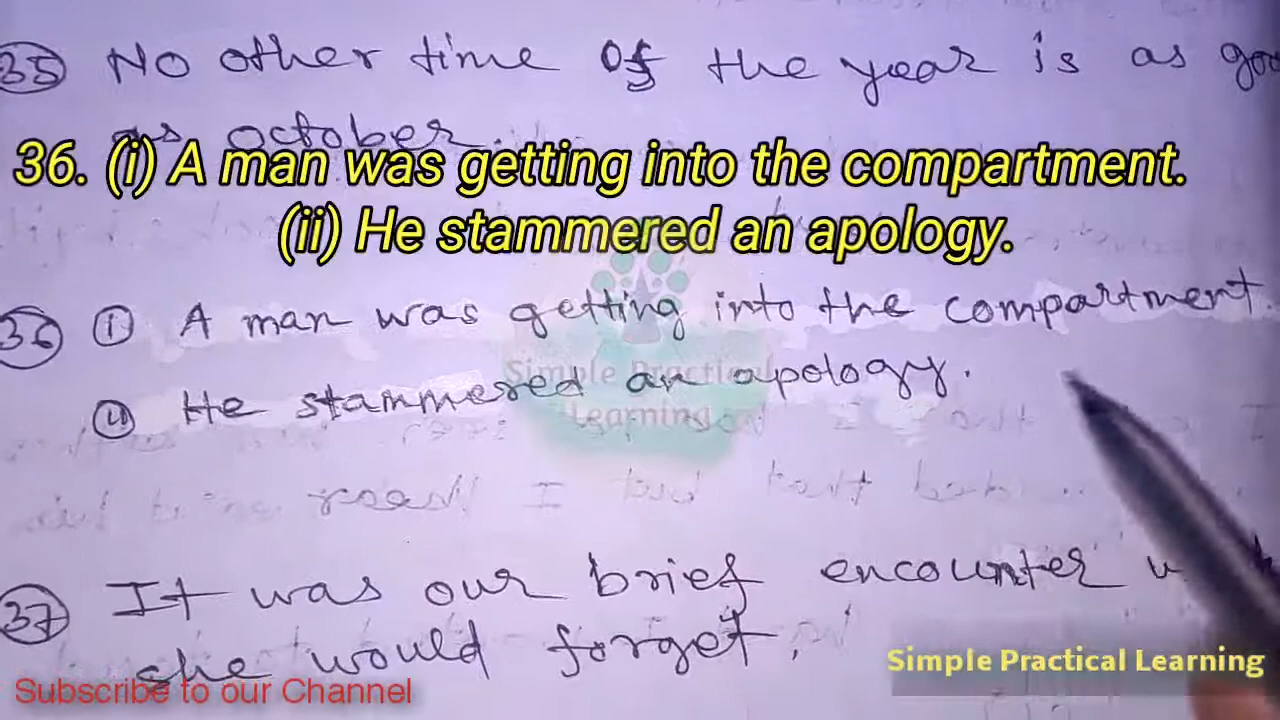 35 No other time of the year is as
as october.
36. (i) A man was getting into the compartment.
(ii) He stammered an apology.
36 (i) A man was getting into the compartment.
(ii) He stammered an apology.
Simple Practical
Learning
37 It was our brief encounter
she would forget.
Simple Practical Learning
Subscribe to our Channel